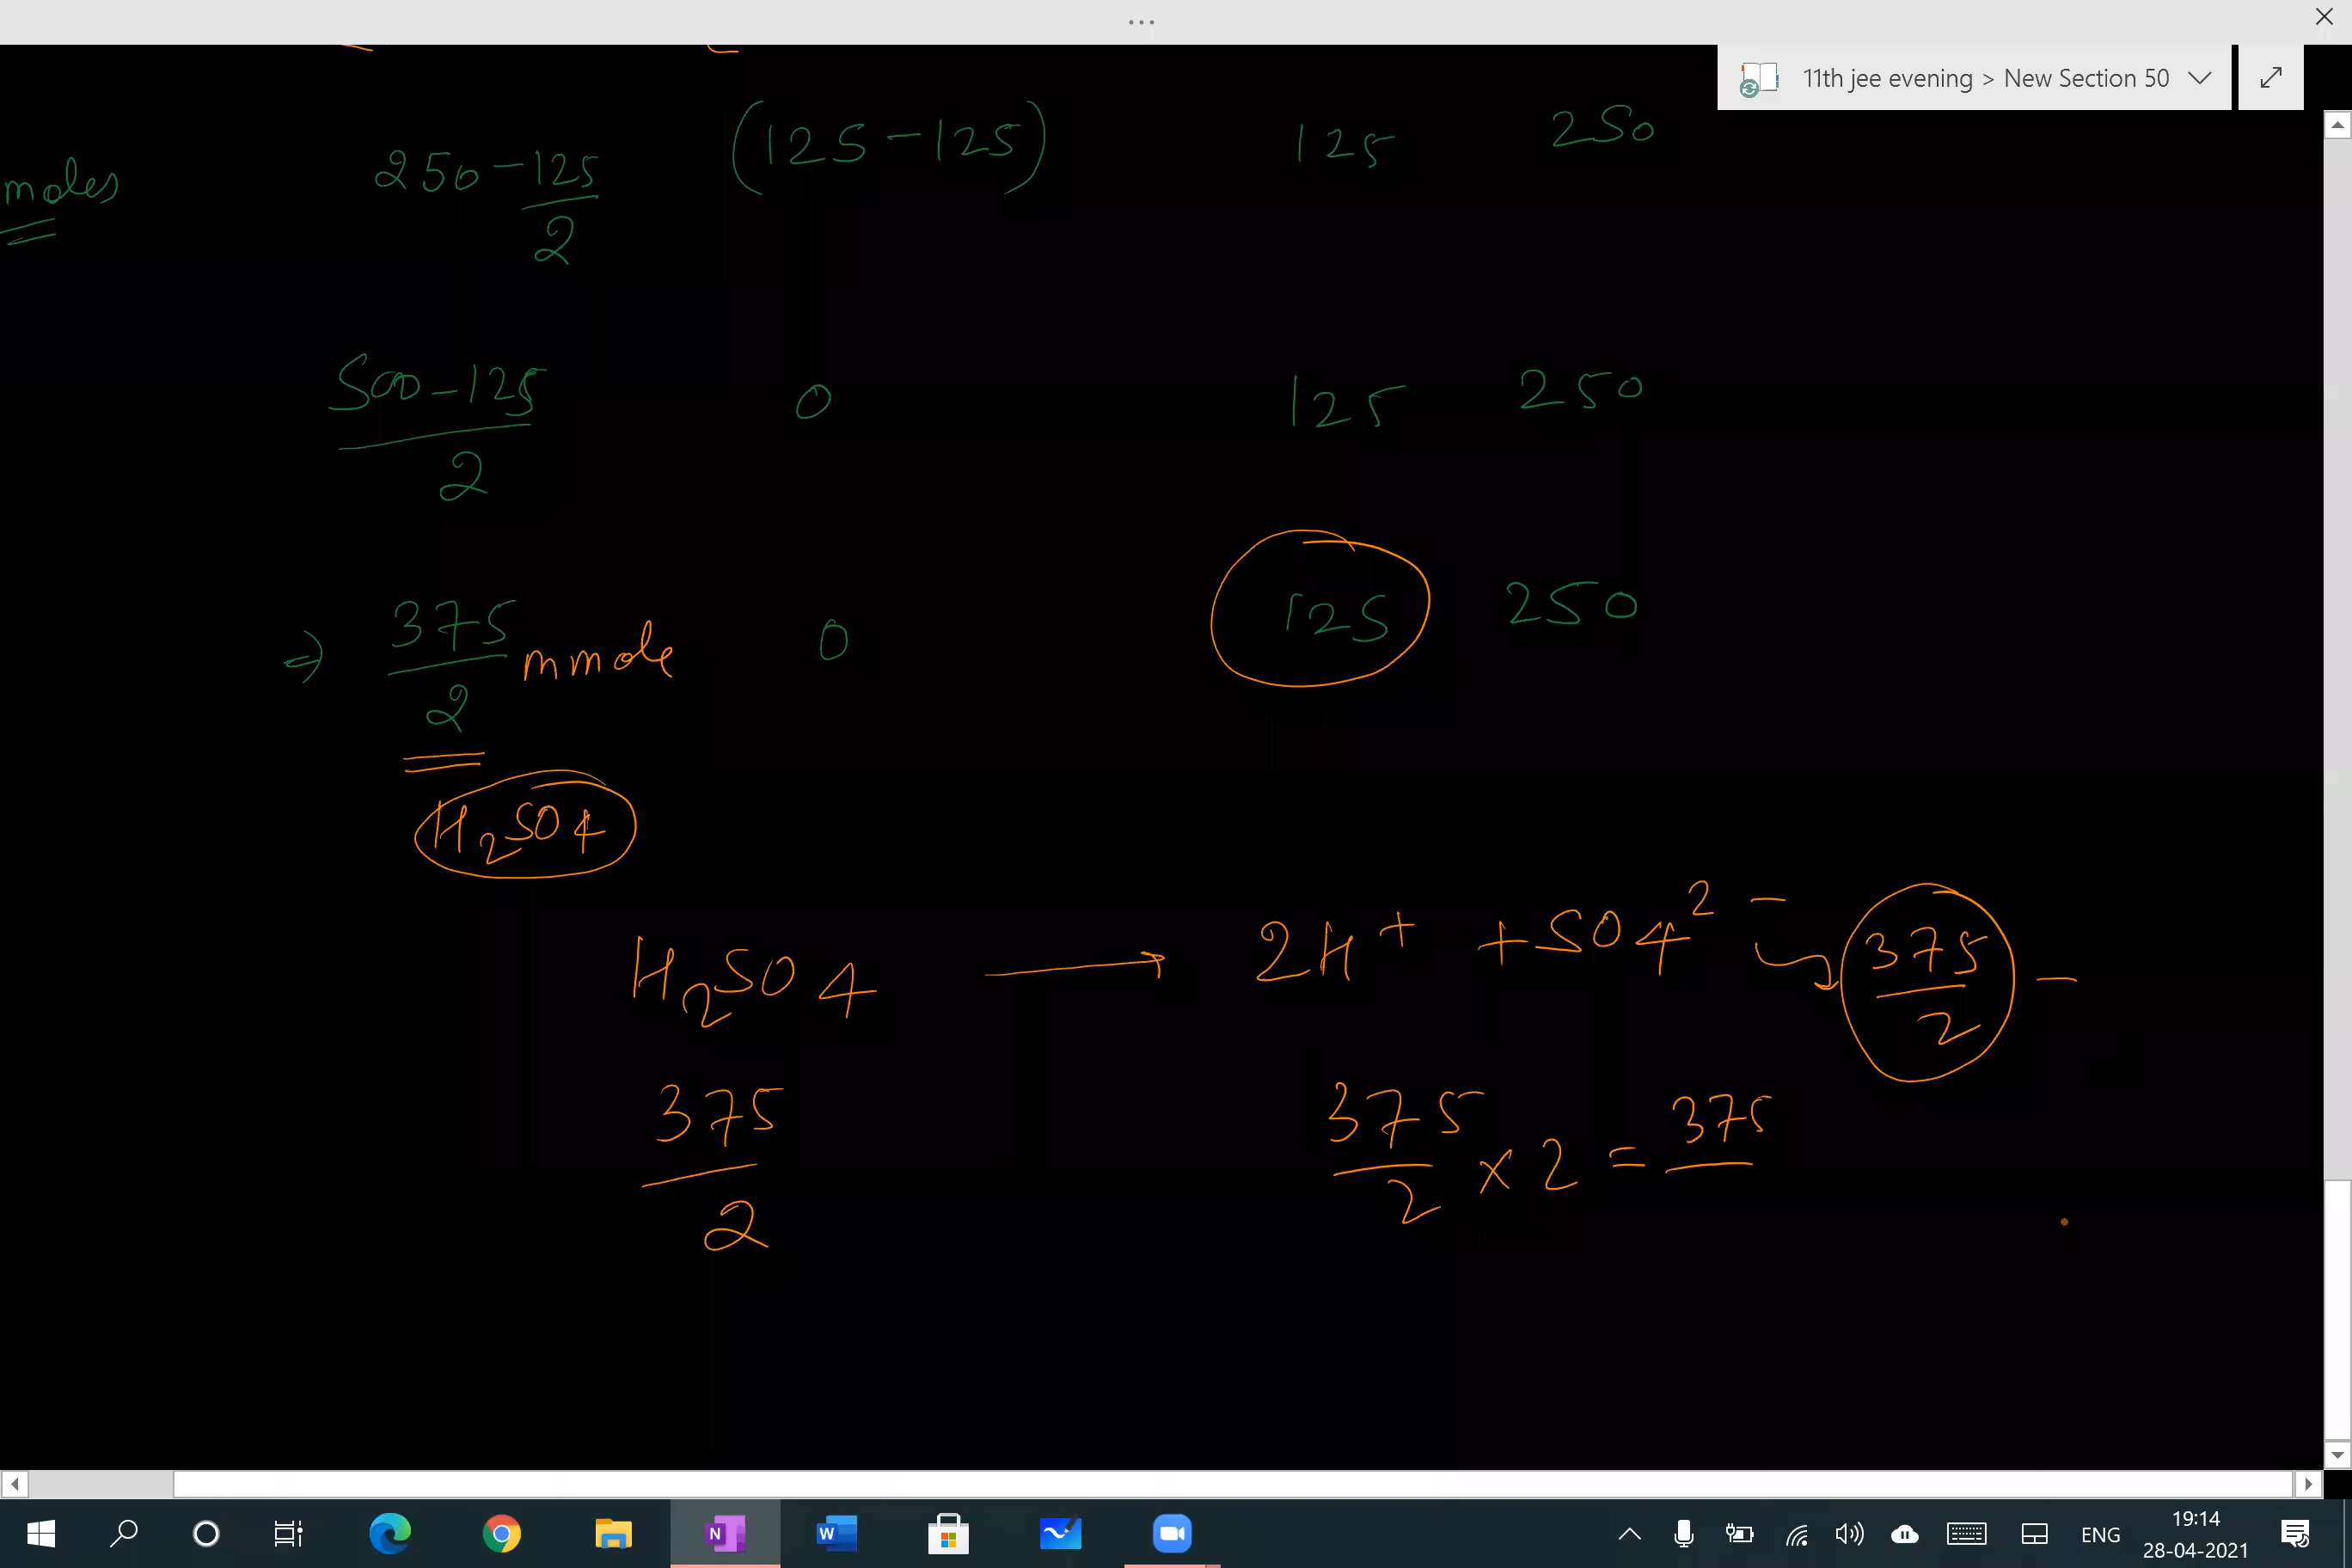 11th jee evening > New Section 50
moles 250 - 125/2 (125 - 125) 125 250
500 - 125/2 0 125 250
⇒ 375/2 mmole 0 125 250
H2SO4
H2SO4 → 2H+ + SO4 2- 375/2 -
375/2 375/2 × 2 = 375
ENG
19:14
28-04-2021